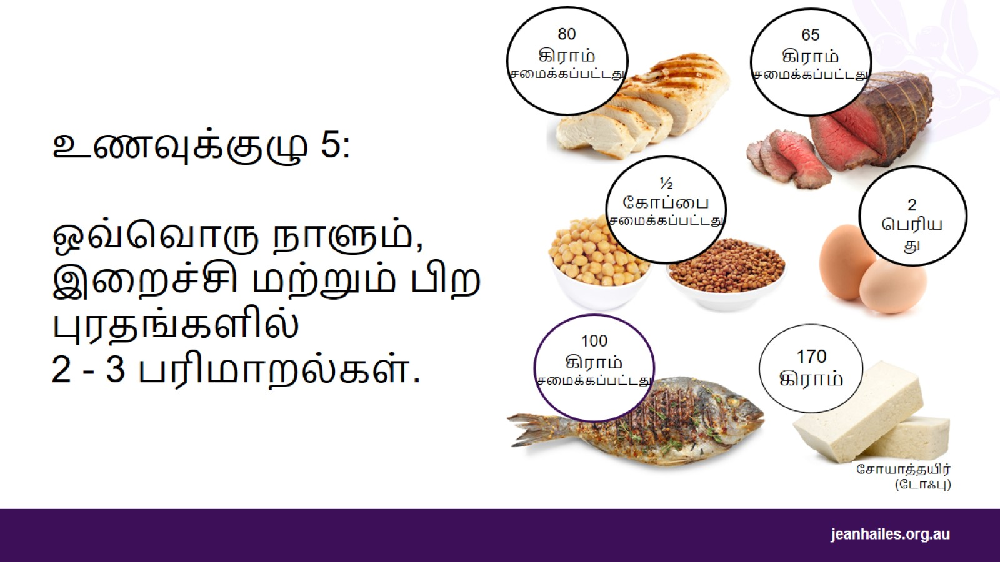 உணவுக்குழு 5:
ஒவ்வொரு நாளும்,
இறைச்சி மற்றும் பிற
புரதங்களில்
2 - 3 பரிமாறல்கள்.
80
கிராம்
சமைக்கப்பட்டது
65
கிராம்
சமைக்கப்பட்டது
½
கோப்பை
சமைக்கப்பட்டது
2
பெரிய
து
100
கிராம்
சமைக்கப்பட்டது
170
கிராம்
சோயாத்தயிர்
(டோஃபு)
jeanhailes.org.au